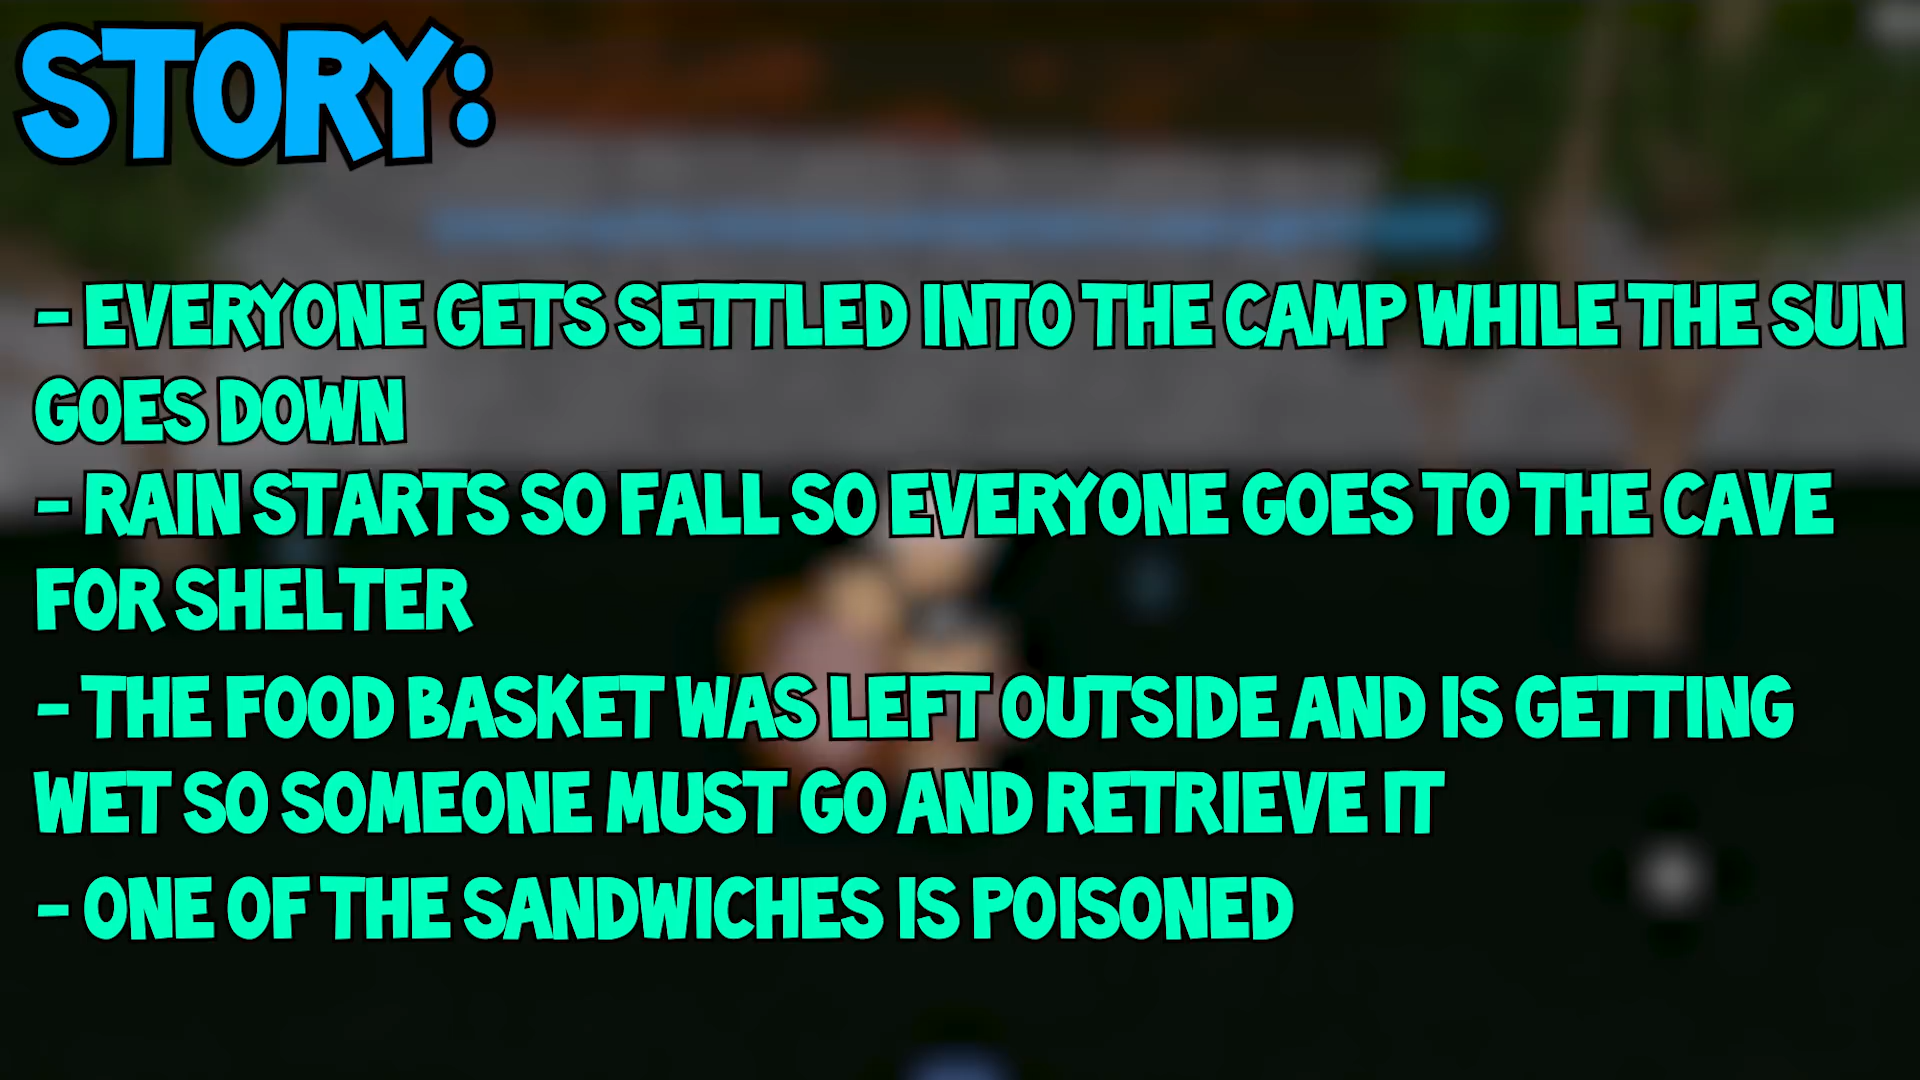 STORY:
- EVERYONE GETS SETTLED INTO THE CAMP WHILE THE SUN
GOES DOWN
- RAIN STARTS SO FALL SO EVERYONE GOES TO THE CAVE
FOR SHELTER
- THE FOOD BASKET WAS LEFT OUTSIDE AND IS GETTING
WET SO SOMEONE MUST GO AND RETRIEVE IT
- ONE OF THE SANDWICHES IS POISONED